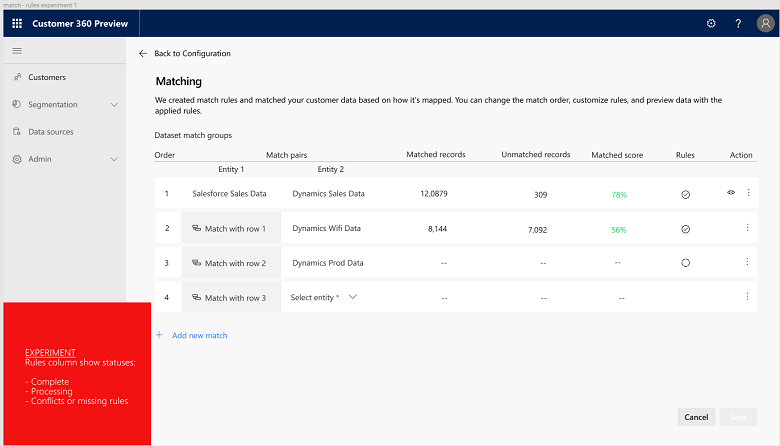 match - rules experiment 1
Customer 360 Preview
?
Back to Configuration
Customers
Segmentation
Data sources
Admin
Matching
We created match rules and matched your customer data based on how it's mapped. You can change the match order, customize rules, and preview data with the
applied rules.
Dataset match groups
Order Match pairs Matched records Unmatched records Matched score Rules Action
Entity 1 Entity 2
1 Salesforce Sales Data Dynamics Sales Data 12,0879 309 78%
2 Match with row 1 Dynamics Wifi Data 8,144 7,092 56%
3 Match with row 2 Dynamics Prod Data -- -- --
4 Match with row 3 Select entity * -- -- --
+ Add new match
EXPERIMENT
Rules column show statuses:
- Complete
- Processing
- Conflicts or missing rules
Cancel Save